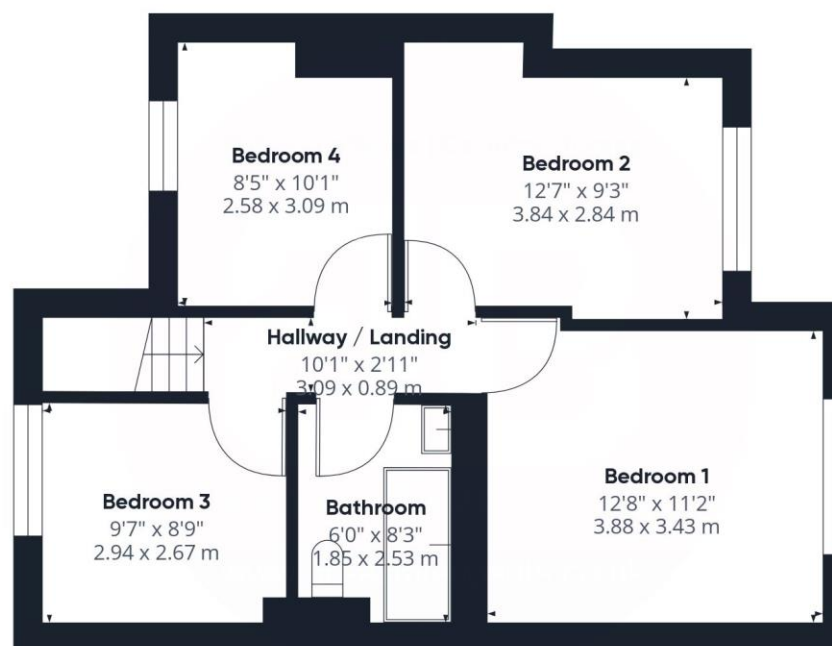 Bedroom 4
8'5" x 10'1"
2.58 x 3.09 m
Bedroom 2
12'7" x 9'3"
3.84 x 2.84 m
Hallway / Landing
10'1" x 2'11"
3.09 x 0.89 m
Bedroom 3
9'7" x 8'9"
2.94 x 2.67 m
Bathroom
6'0" x 8'3"
1.85 x 2.53 m
Bedroom 1
12'8" x 11'2"
3.88 x 3.43 m